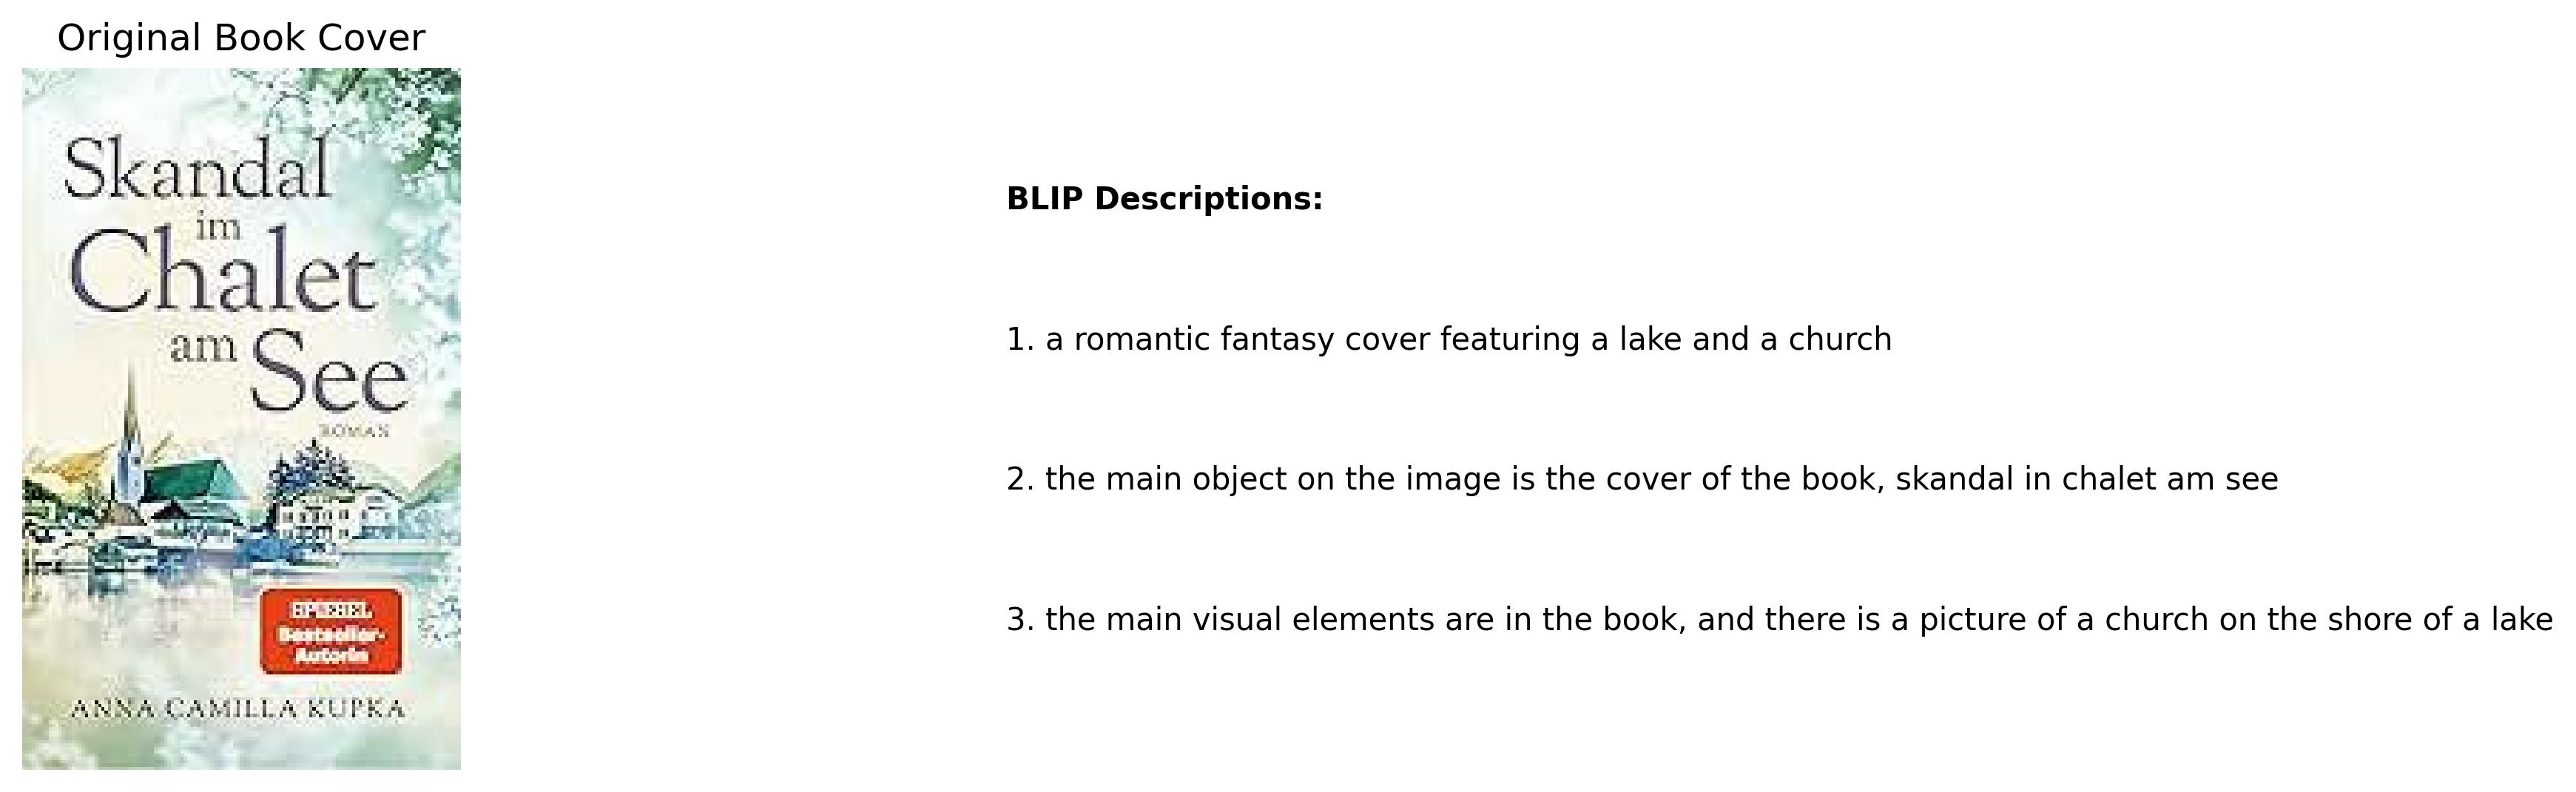 Original Book Cover
Skandal
im
Chalet
am See
ROMAN
SPIEGEL
Bestseller-
Autorin
ANNA CAMILLA KUPKA
BLIP Descriptions:
1. a romantic fantasy cover featuring a lake and a church
2. the main object on the image is the cover of the book, skandal in chalet am see
3. the main visual elements are in the book, and there is a picture of a church on the shore of a lake